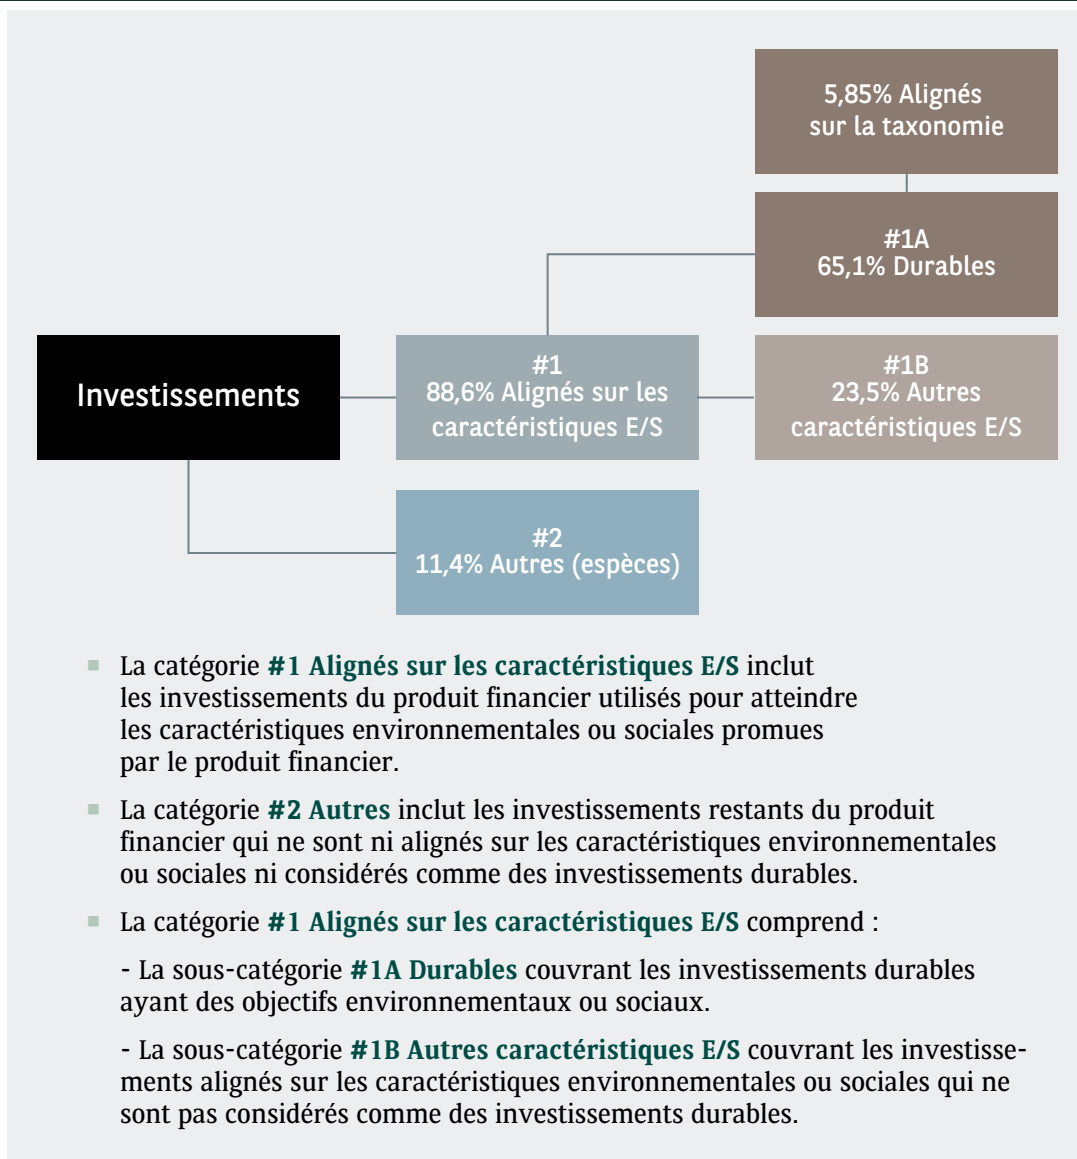 5,85% Alignés
sur la taxonomie
#1A
65,1% Durables
Investissements
#1
88,6% Alignés sur les
caractéristiques E/S
#1B
23,5% Autres
caractéristiques E/S
#2
11,4% Autres (espèces)
La catégorie #1 Alignés sur les caractéristiques E/S inclut
les investissements du produit financier utilisés pour atteindre
les caractéristiques environnementales ou sociales promues
par le produit financier.
La catégorie #2 Autres inclut les investissements restants du produit
financier qui ne sont ni alignés sur les caractéristiques environnementales
ou sociales ni considérés comme des investissements durables.
La catégorie #1 Alignés sur les caractéristiques E/S comprend :
- La sous-catégorie #1A Durables couvrant les investissements durables
ayant des objectifs environnementaux ou sociaux.
- La sous-catégorie #1B Autres caractéristiques E/S couvrant les investisse-
ments alignés sur les caractéristiques environnementales ou sociales qui ne
sont pas considérés comme des investissements durables.